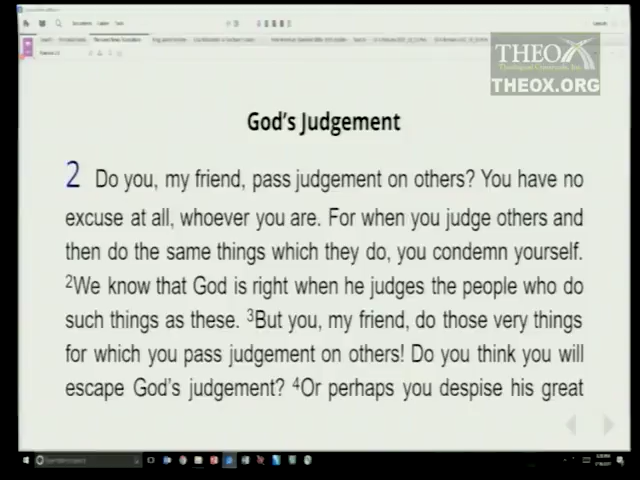 THEOX
THEOX.ORG
God's Judgement
2 Do you, my friend, pass judgement on others? You have no
excuse at all, whoever you are. For when you judge others and
then do the same things which they do, you condemn yourself.
2We know that God is right when he judges the people who do
such things as these. 3But you, my friend, do those very things
for which you pass judgement on others! Do you think you will
escape God's judgement? 4Or perhaps you despise his great